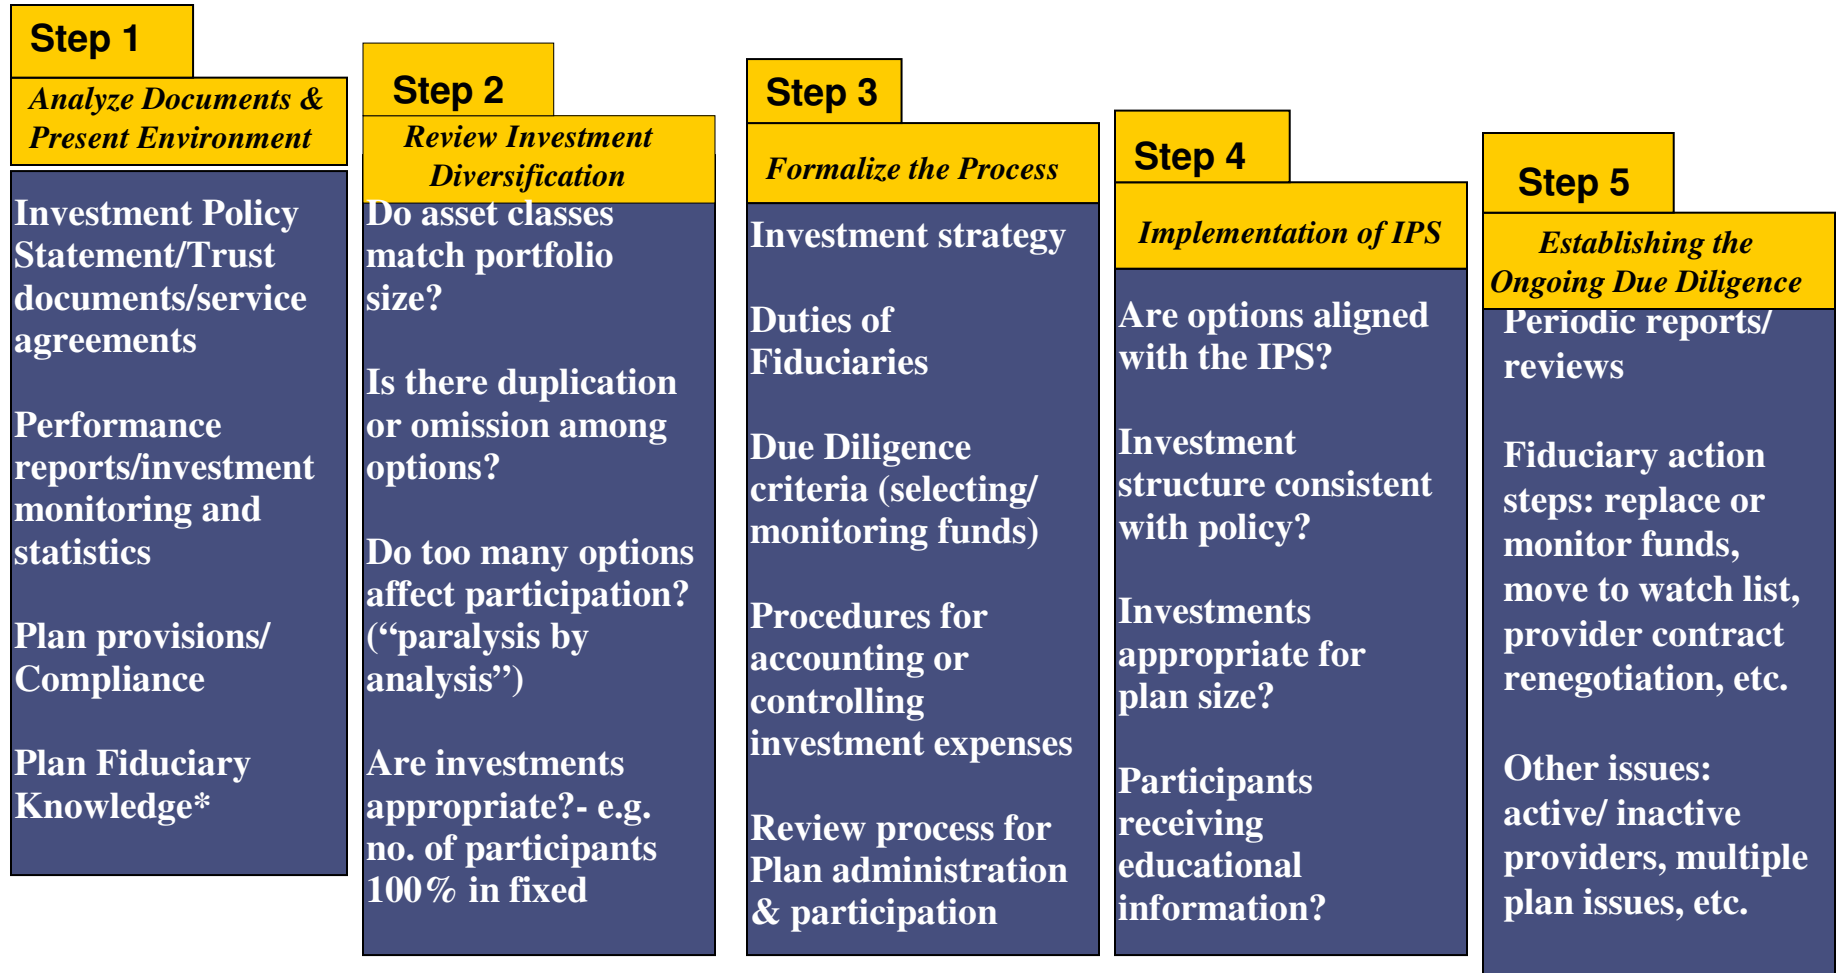 Step 1
Analyze Documents &
Present Environment
Investment Policy
Statement/Trust
documents/service
agreements
Performance
reports/investment
monitoring and
statistics
Plan provisions/
Compliance
Plan Fiduciary
Knowledge*
Step 2
Review Investment
Diversification
Do asset classes
match portfolio
size?
Is there duplication
or omission among
options?
Do too many options
affect participation?
(“paralysis by
analysis”)
Are investments
appropriate?- e.g.
no. of participants
100% in fixed
Step 3
Formalize the Process
Investment strategy
Duties of
Fiduciaries
Due Diligence
criteria (selecting/
monitoring funds)
Procedures for
accounting or
controlling
investment expenses
Review process for
Plan administration
& participation
Step 4
Implementation of IPS
Are options aligned
with the IPS?
Investment
structure consistent
with policy?
Investments
appropriate for
plan size?
Participants
receiving
educational
information?
Step 5
Establishing the
Ongoing Due Diligence
Periodic reports/
reviews
Fiduciary action
steps: replace or
monitor funds,
move to watch list,
provider contract
renegotiation, etc.
Other issues:
active/ inactive
providers, multiple
plan issues, etc.